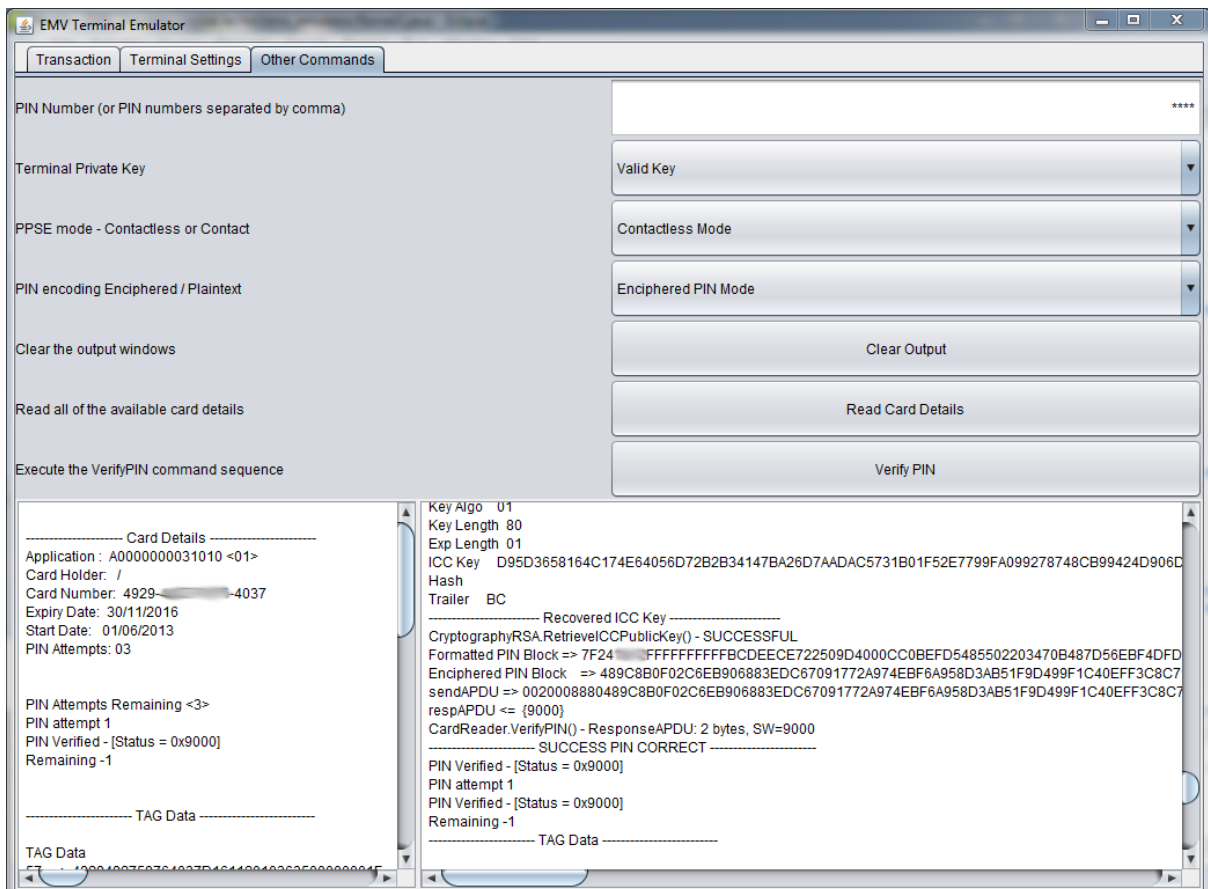 EMV Terminal Emulator
Transaction Terminal Settings Other Commands
PIN Number (or PIN numbers separated by comma) ****
Terminal Private Key Valid Key
PPSE mode - Contactless or Contact Contactless Mode
PIN encoding Enciphered / Plaintext Enciphered PIN Mode
Clear the output windows Clear Output
Read all of the available card details Read Card Details
Execute the VerifyPIN command sequence Verify PIN
--------------------- Card Details -----------------------
Application : A0000000031010 <01>
Card Holder: /
Card Number: 4929- -4037
Expiry Date: 30/11/2016
Start Date: 01/06/2013
PIN Attempts: 03
PIN Attempts Remaining <3>
PIN attempt 1
PIN Verified - [Status = 0x9000]
Remaining -1
----------------------- TAG Data -------------------------
TAG Data
Key Algo 01
Key Length 80
Exp Length 01
ICC Key D95D3658164C174E64056D72B2B34147BA26D7AADAC5731B01F52E7799FA099278748CB99424D906D
Hash
Trailer BC
------------------------ Recovered ICC Key ------------------------
CryptographyRSA.RetrieveICCPublicKey() - SUCCESSFUL
Formatted PIN Block => 7F24 FFFFFFFFFFBCDEECE722509D4000CC0BEFD5485502203470B487D56EBF4DFD
Enciphered PIN Block => 489C8B0F02C6EB906883EDC67091772A974EBF6A958D3AB51F9D499F1C40EFF3C8C7
sendAPDU => 0020008880489C8B0F02C6EB906883EDC67091772A974EBF6A958D3AB51F9D499F1C40EFF3C8C7
respAPDU <= {9000}
CardReader.VerifyPIN() - ResponseAPDU: 2 bytes, SW=9000
----------------------- SUCCESS PIN CORRECT -----------------------
PIN Verified - [Status = 0x9000]
PIN attempt 1
PIN Verified - [Status = 0x9000]
Remaining -1
----------------------- TAG Data -------------------------